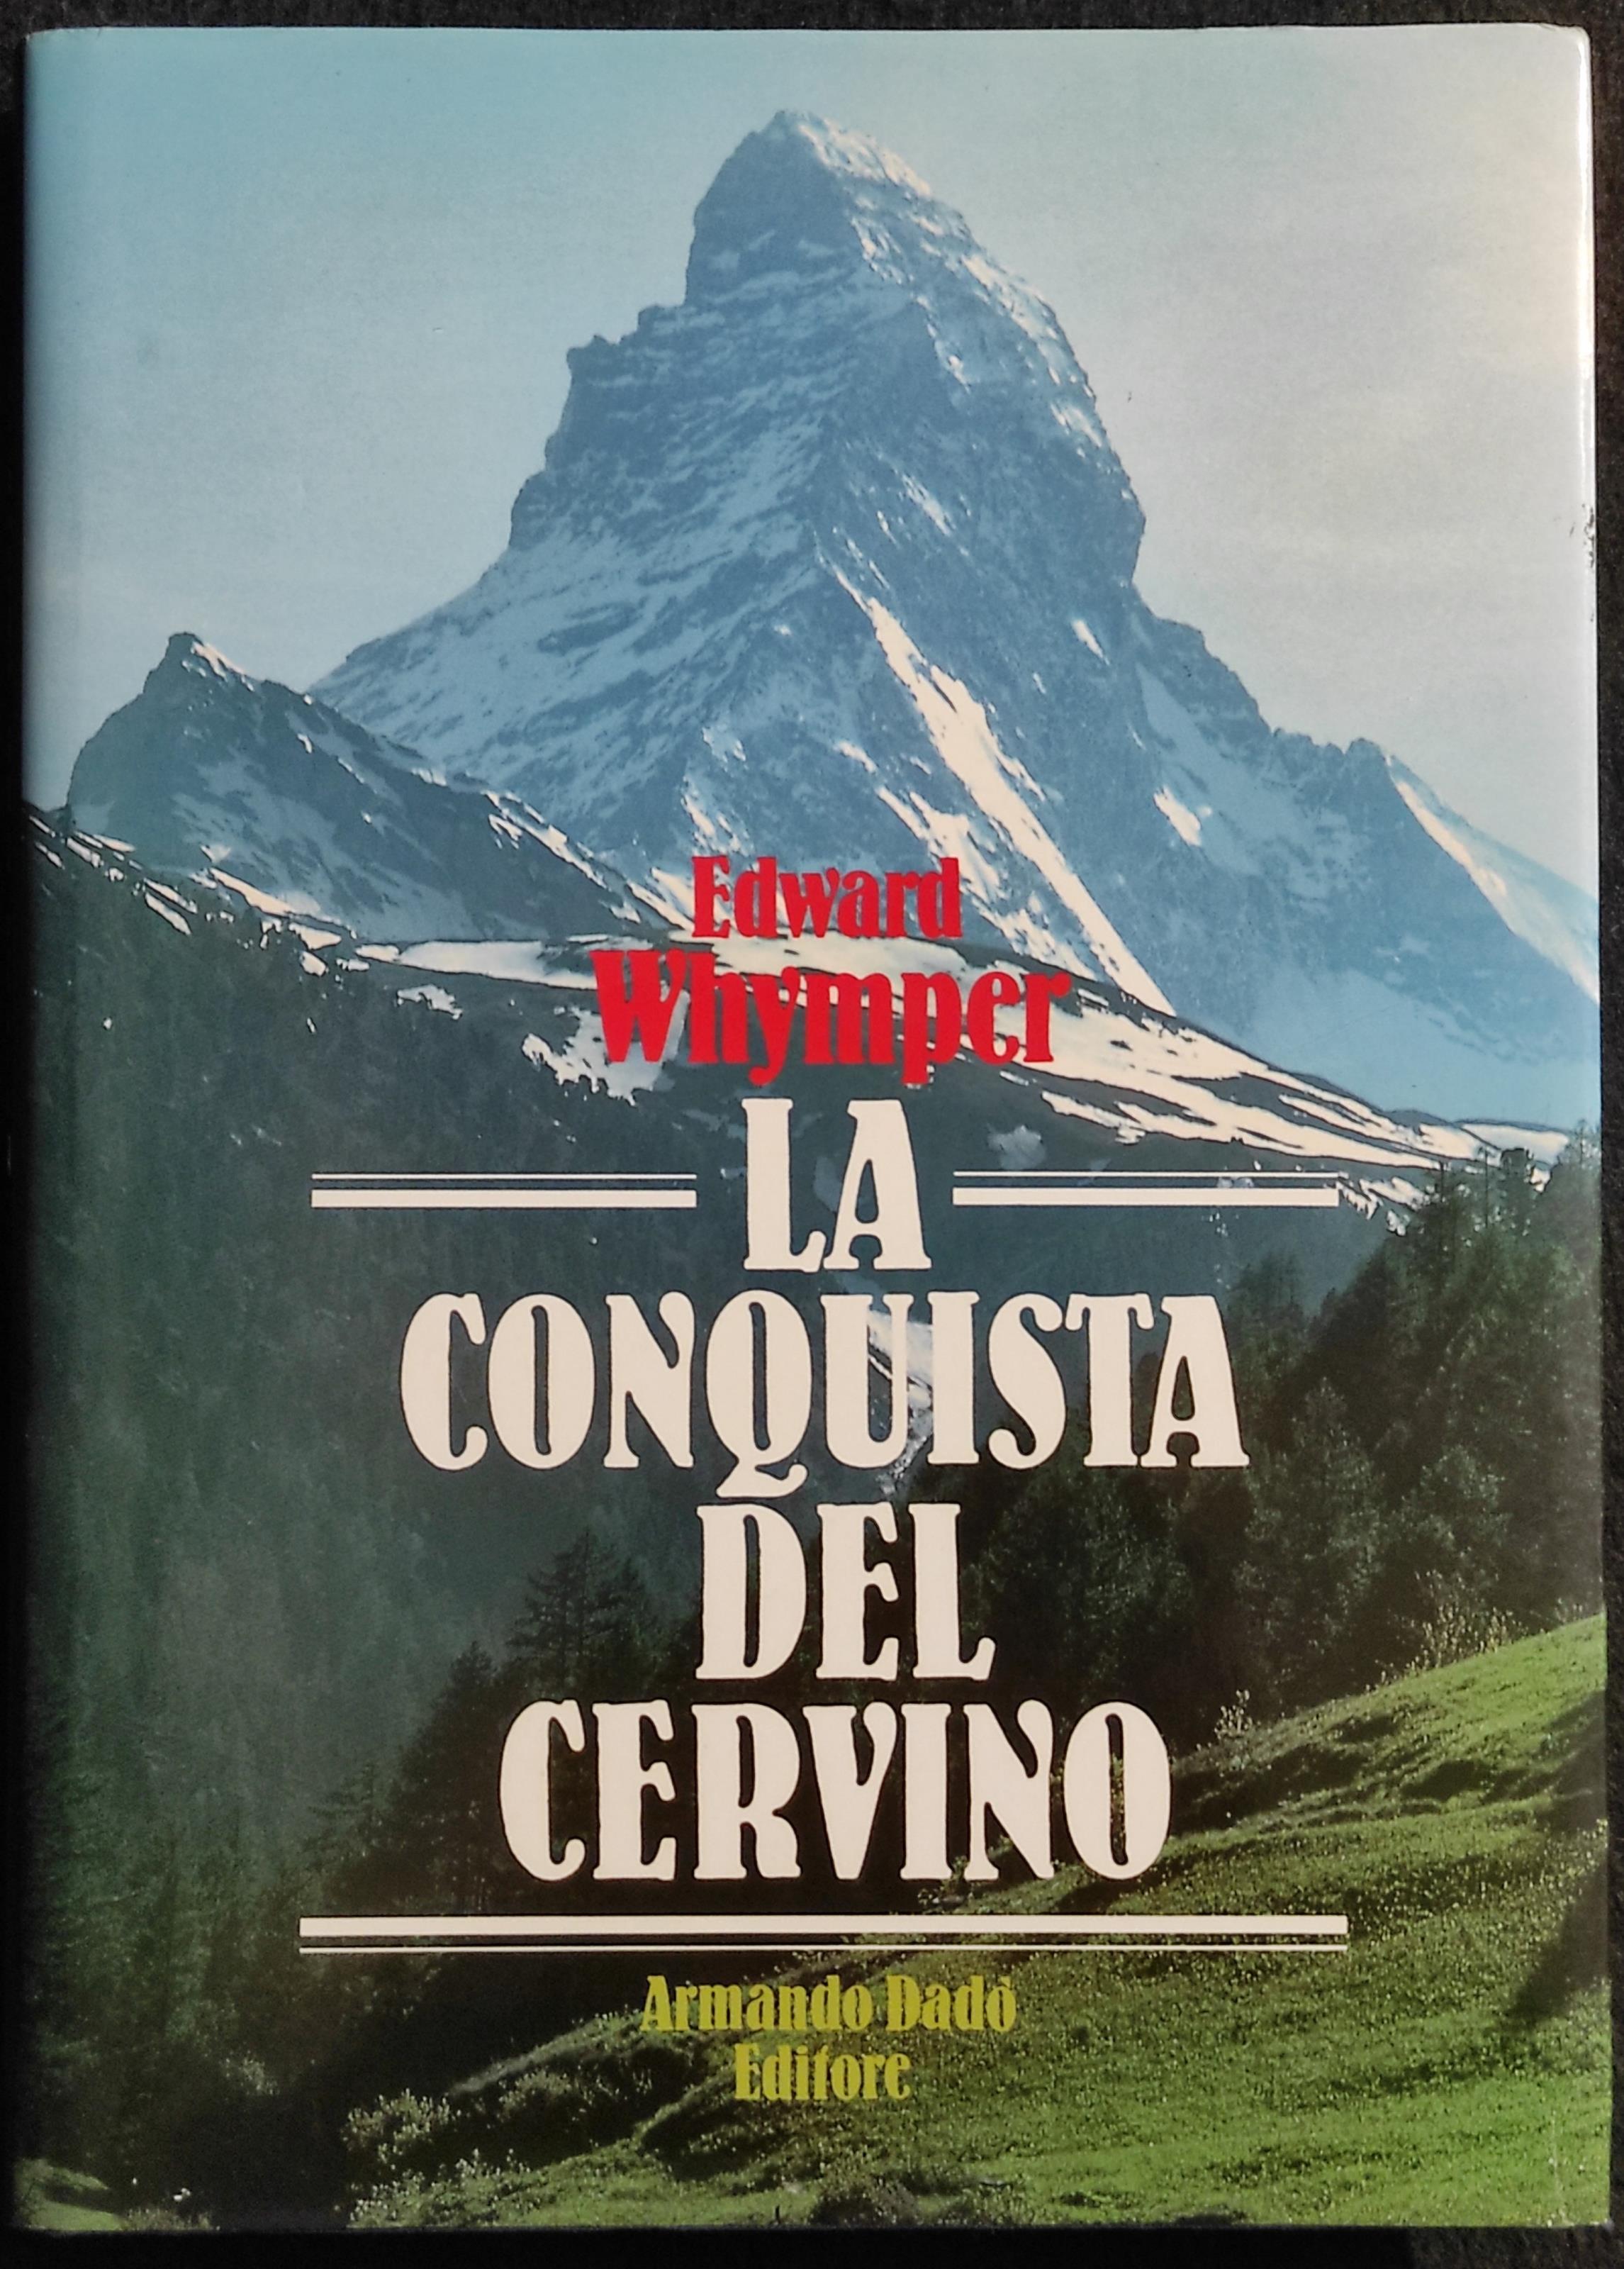 Edward
Whymper
LA
CONQUISTA
DEL
CERVINO
Armando Dadò
Editore